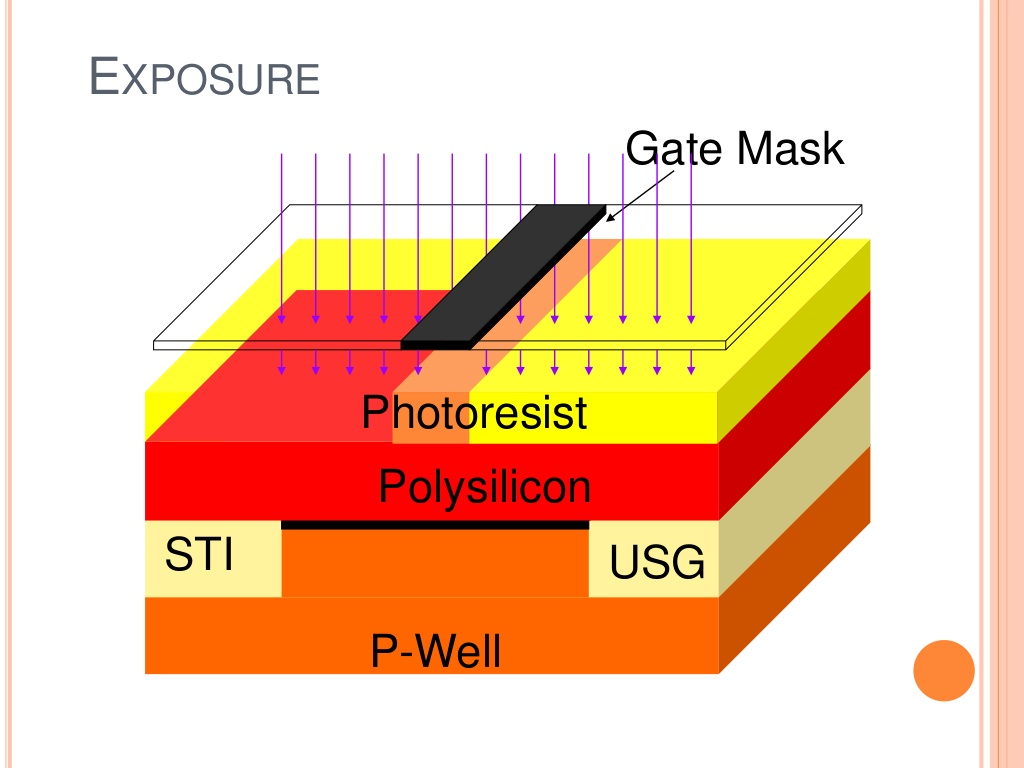 EXPOSURE
Gate Mask
Photoresist
Polysilicon
STI
USG
P-Well